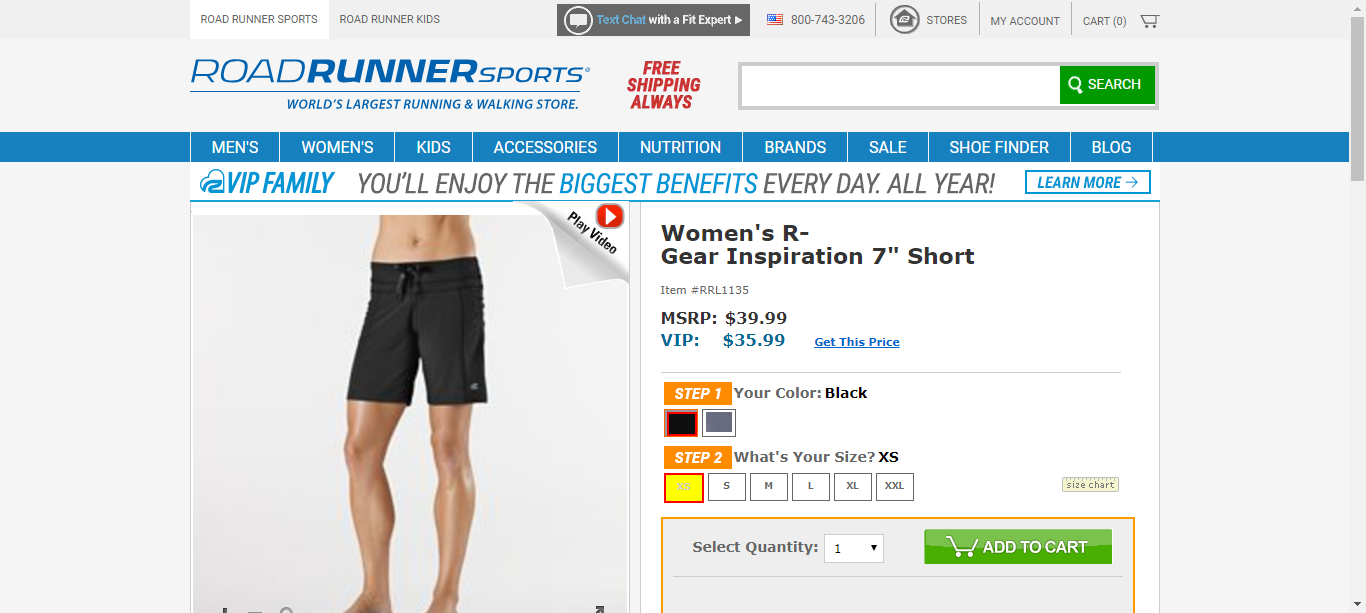 ROAD RUNNER SPORTS
ROAD RUNNER KIDS
Text Chat with a Fit Expert
800-743-3206
STORES
MY ACCOUNT
CART (0)
ROADRUNNERSPORTS
WORLD'S LARGEST RUNNING & WALKING STORE.
FREE
SHIPPING
ALWAYS
SEARCH
MEN'S
WOMEN'S
KIDS
ACCESSORIES
NUTRITION
BRANDS
SALE
SHOE FINDER
BLOG
VIP FAMILY YOU'LL ENJOY THE BIGGEST BENEFITS EVERY DAY. ALL YEAR! LEARN MORE →
Play Video
Women's R-
Gear Inspiration 7" Short
Item #RRL1135
MSRP: $39.99
VIP: $35.99 Get This Price
STEP 1 Your Color: Black
STEP 2 What's Your Size? XS
XS S M L XL XXL
size chart
Select Quantity: 1
ADD TO CART